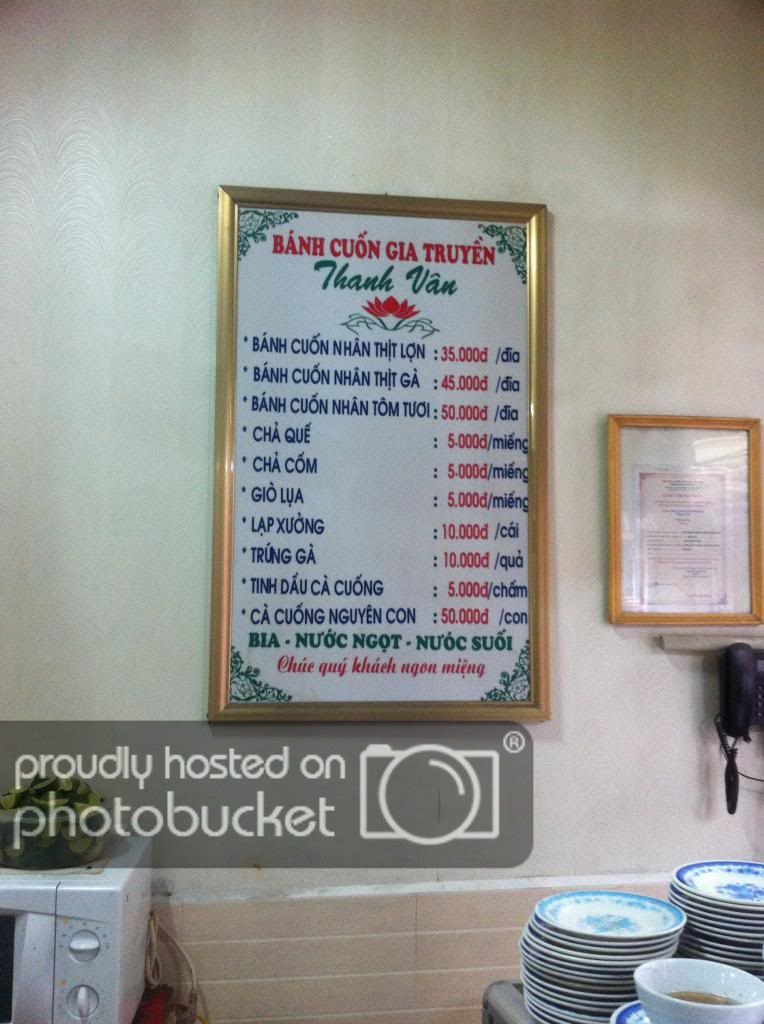 BÁNH CUỐN GIA TRUYỀN
Thanh Vân
* BÁNH CUỐN NHÂN THỊT LỢN : 35.000đ /đĩa
* BÁNH CUỐN NHÂN THỊT GÀ : 45.000đ /đĩa
* BÁNH CUỐN NHÂN TÔM TƯƠI : 50.000đ /đĩa
* CHẢ QUẾ : 5.000đ/miếng
* CHẢ CỐM : 5.000đ/miếng
* GIÒ LỤA : 5.000đ/miếng
* LẠP XƯỞNG : 10.000đ /cái
* TRỨNG GÀ : 10.000đ /quả
* TINH DẦU CÀ CUỐNG : 5.000đ/chấm
* CÀ CUỐNG NGUYÊN CON : 50.000đ /con
BIA - NƯỚC NGỌT - NƯỚC SUỐI
Chúc quý khách ngon miệng
proudly hosted on
photobucket ®